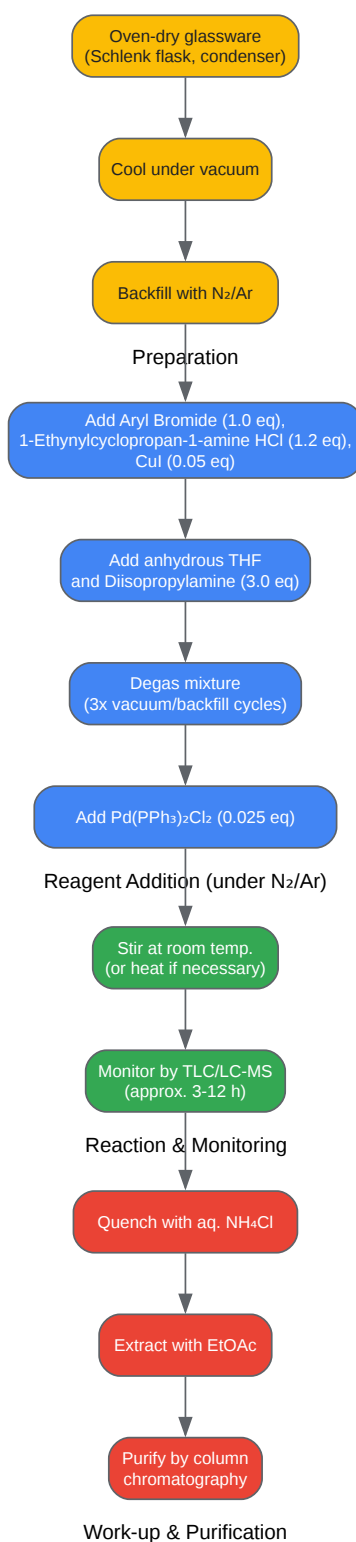 Oven-dry glassware
(Schlenk flask, condenser)
Cool under vacuum
Backfill with N₂/Ar
Preparation
Add Aryl Bromide (1.0 eq),
1-Ethynylcyclopropan-1-amine HCl (1.2 eq),
CuI (0.05 eq)
Add anhydrous THF
and Diisopropylamine (3.0 eq)
Degas mixture
(3x vacuum/backfill cycles)
Add Pd(PPh₃)₂Cl₂ (0.025 eq)
Reagent Addition (under N₂/Ar)
Stir at room temp.
(or heat if necessary)
Monitor by TLC/LC-MS
(approx. 3-12 h)
Reaction & Monitoring
Quench with aq. NH₄Cl
Extract with EtOAc
Purify by column
chromatography
Work-up & Purification